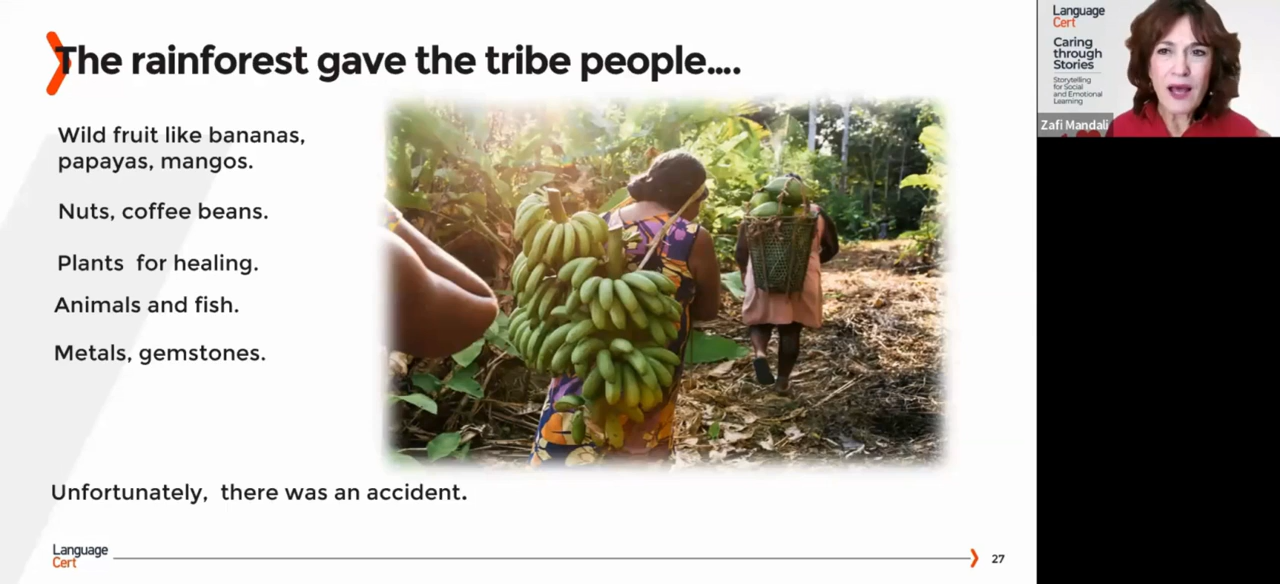 The rainforest gave the tribe people....
Wild fruit like bananas,
papayas, mangos.
Nuts, coffee beans.
Plants for healing.
Animals and fish.
Metals, gemstones.
Unfortunately, there was an accident.
Language
Cert
27
Language
Cert
Caring
through
Stories
Storytelling
for Social
and Emotional
Learning
Zafi Mandali